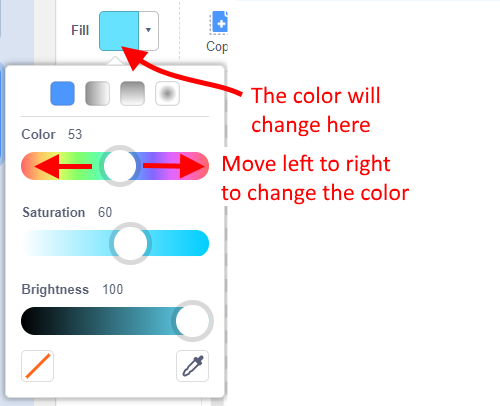 Fill
Cop
The color will
change here
Color 53
Move left to right
to change the color
Saturation 60
Brightness 100